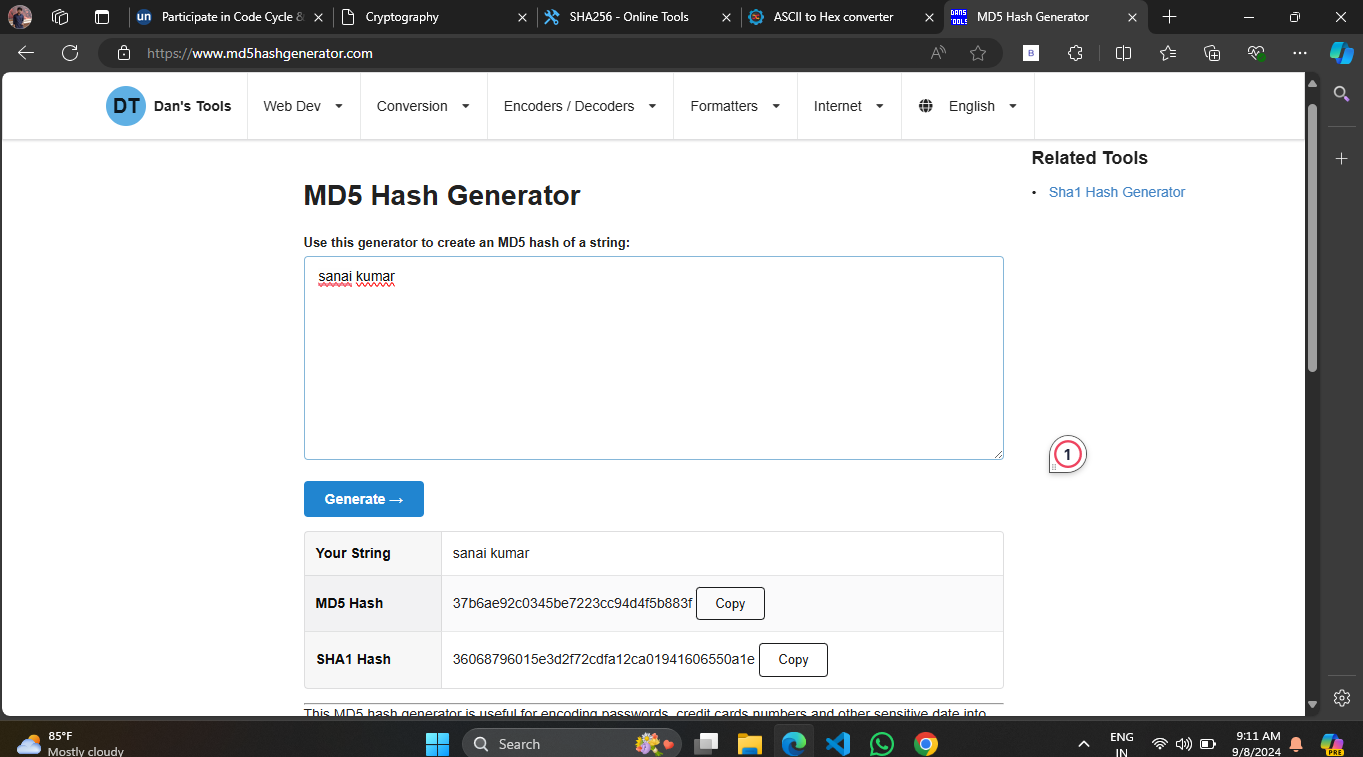 Participate in Code Cycle &
Cryptography
SHA256 - Online Tools
ASCII to Hex converter
MD5 Hash Generator
https://www.md5hashgenerator.com
DT Dan's Tools
Web Dev
Conversion
Encoders / Decoders
Formatters
Internet
English
Related Tools
• Sha1 Hash Generator
MD5 Hash Generator
Use this generator to create an MD5 hash of a string:
sanai kumar
1
Generate →
Your String sanai kumar
MD5 Hash 37b6ae92c0345be7223cc94d4f5b883f Copy
SHA1 Hash 36068796015e3d2f72cdfa12ca01941606550a1e Copy
This MD5 hash generator is useful for encoding passwords, credit cards numbers and other sensitive date into
85°F
Mostly cloudy
Search
ENG
IN
9:11 AM
9/8/2024